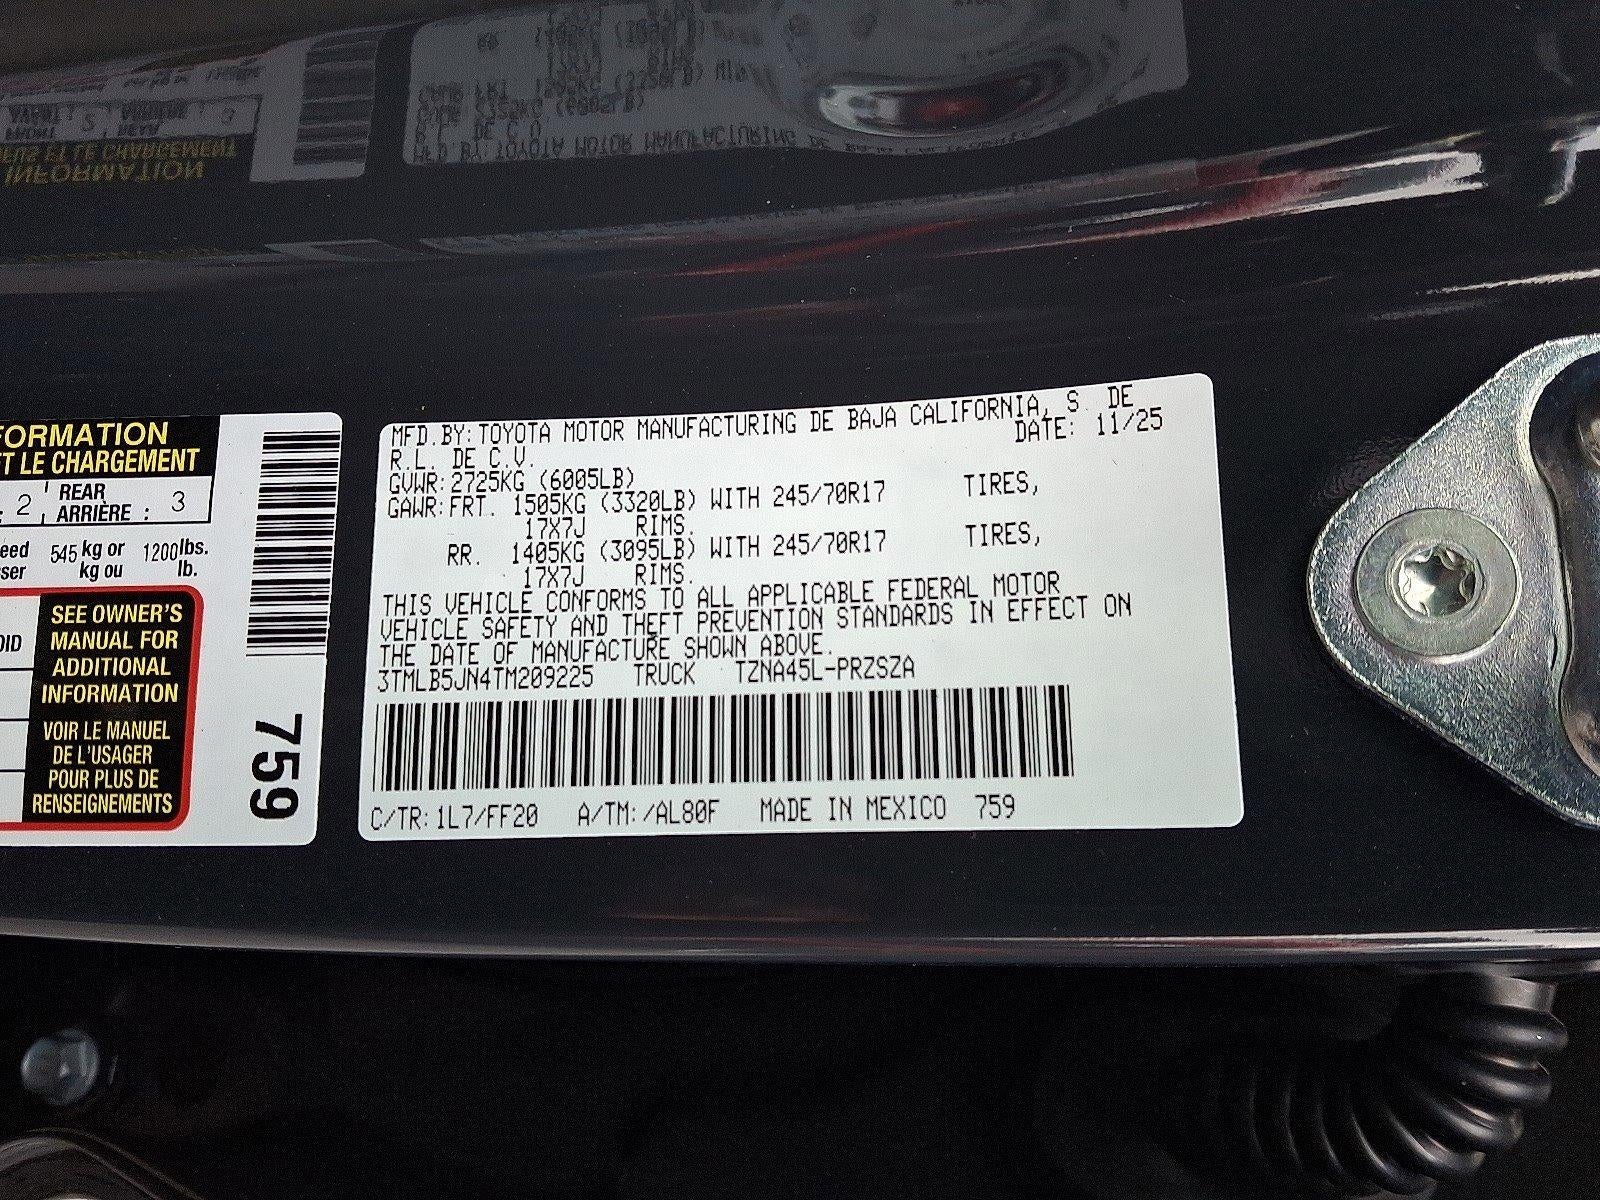 MFD. BY: TOYOTA MOTOR MANUFACTURING DE BAJA CALIFORNIA, S. DE
R.L. DE C.V. DATE: 11/25
GVWR: 2725KG (6005LB)
GAWR: FRT. 1505KG (3320LB) WITH 245/70R17 TIRES,
17X7J RIMS.
RR. 1405KG (3095LB) WITH 245/70R17 TIRES,
17X7J RIMS.
THIS VEHICLE CONFORMS TO ALL APPLICABLE FEDERAL MOTOR
VEHICLE SAFETY AND THEFT PREVENTION STANDARDS IN EFFECT ON
THE DATE OF MANUFACTURE SHOWN ABOVE.
3TMLB5JN4TM209225 TRUCK TZNA45L-PRZSZA
C/TR: 1L7/FF20 A/TM: /AL80F MADE IN MEXICO 759
FORMATION
ET LE CHARGEMENT
: 2 REAR
ARRIÈRE : 3
545 kg or 1200 lbs.
kg ou lb.
SEE OWNER'S
MANUAL FOR
ADDITIONAL
INFORMATION
VOIR LE MANUEL
DE L'USAGER
POUR PLUS DE
RENSEIGNEMENTS
759